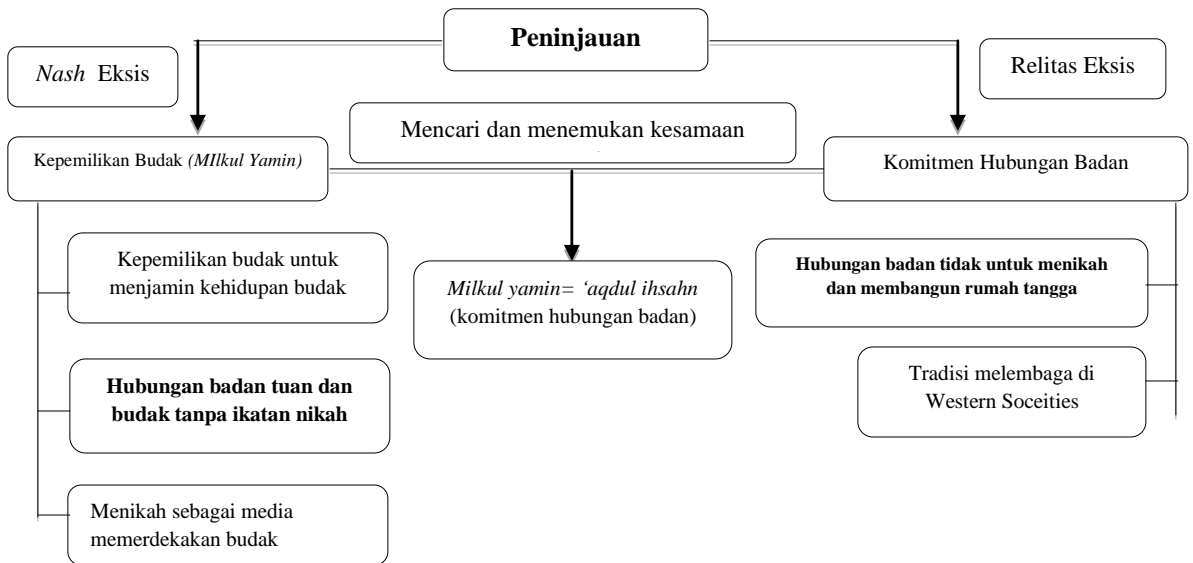 Peninjauan
Nash Eksis
Relitas Eksis
Mencari dan menemukan kesamaan
Kepemilikan Budak (MIlkul Yamin)
Komitmen Hubungan Badan
Kepemilikan budak untuk
menjamin kehidupan budak
Milkul yamin= ‘aqdul ihsahn
(komitmen hubungan badan)
Hubungan badan tidak untuk menikah
dan membangun rumah tangga
Hubungan badan tuan dan
budak tanpa ikatan nikah
Tradisi melembaga di
Western Soceities
Menikah sebagai media
memerdekakan budak